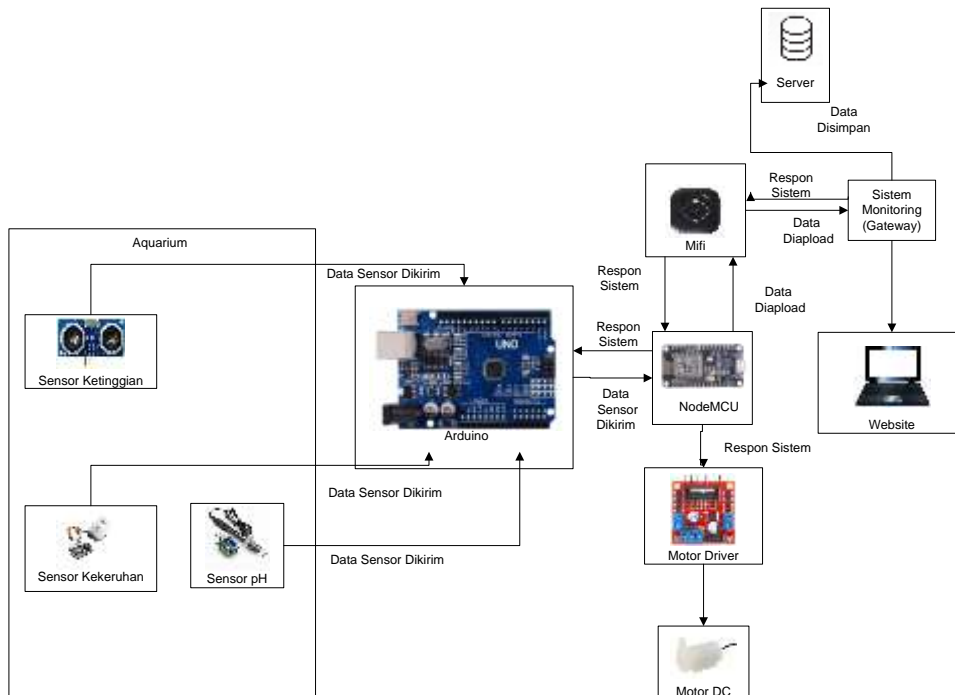 Server
Data
Disimpan
Respon
Sistem
Sistem
Monitoring
(Gateway)
Mifi
Data
Diapload
Aquarium
Data Sensor Dikirim
Respon
Sistem
Data
Diapload
Sensor Ketinggian
UNO
Arduino
Respon
Sistem
Data
Sensor
Dikirim
NodeMCU
Website
Respon Sistem
Data Sensor Dikirim
Sensor Kekeruhan
Sensor pH
Data Sensor Dikirim
Motor Driver
Motor DC